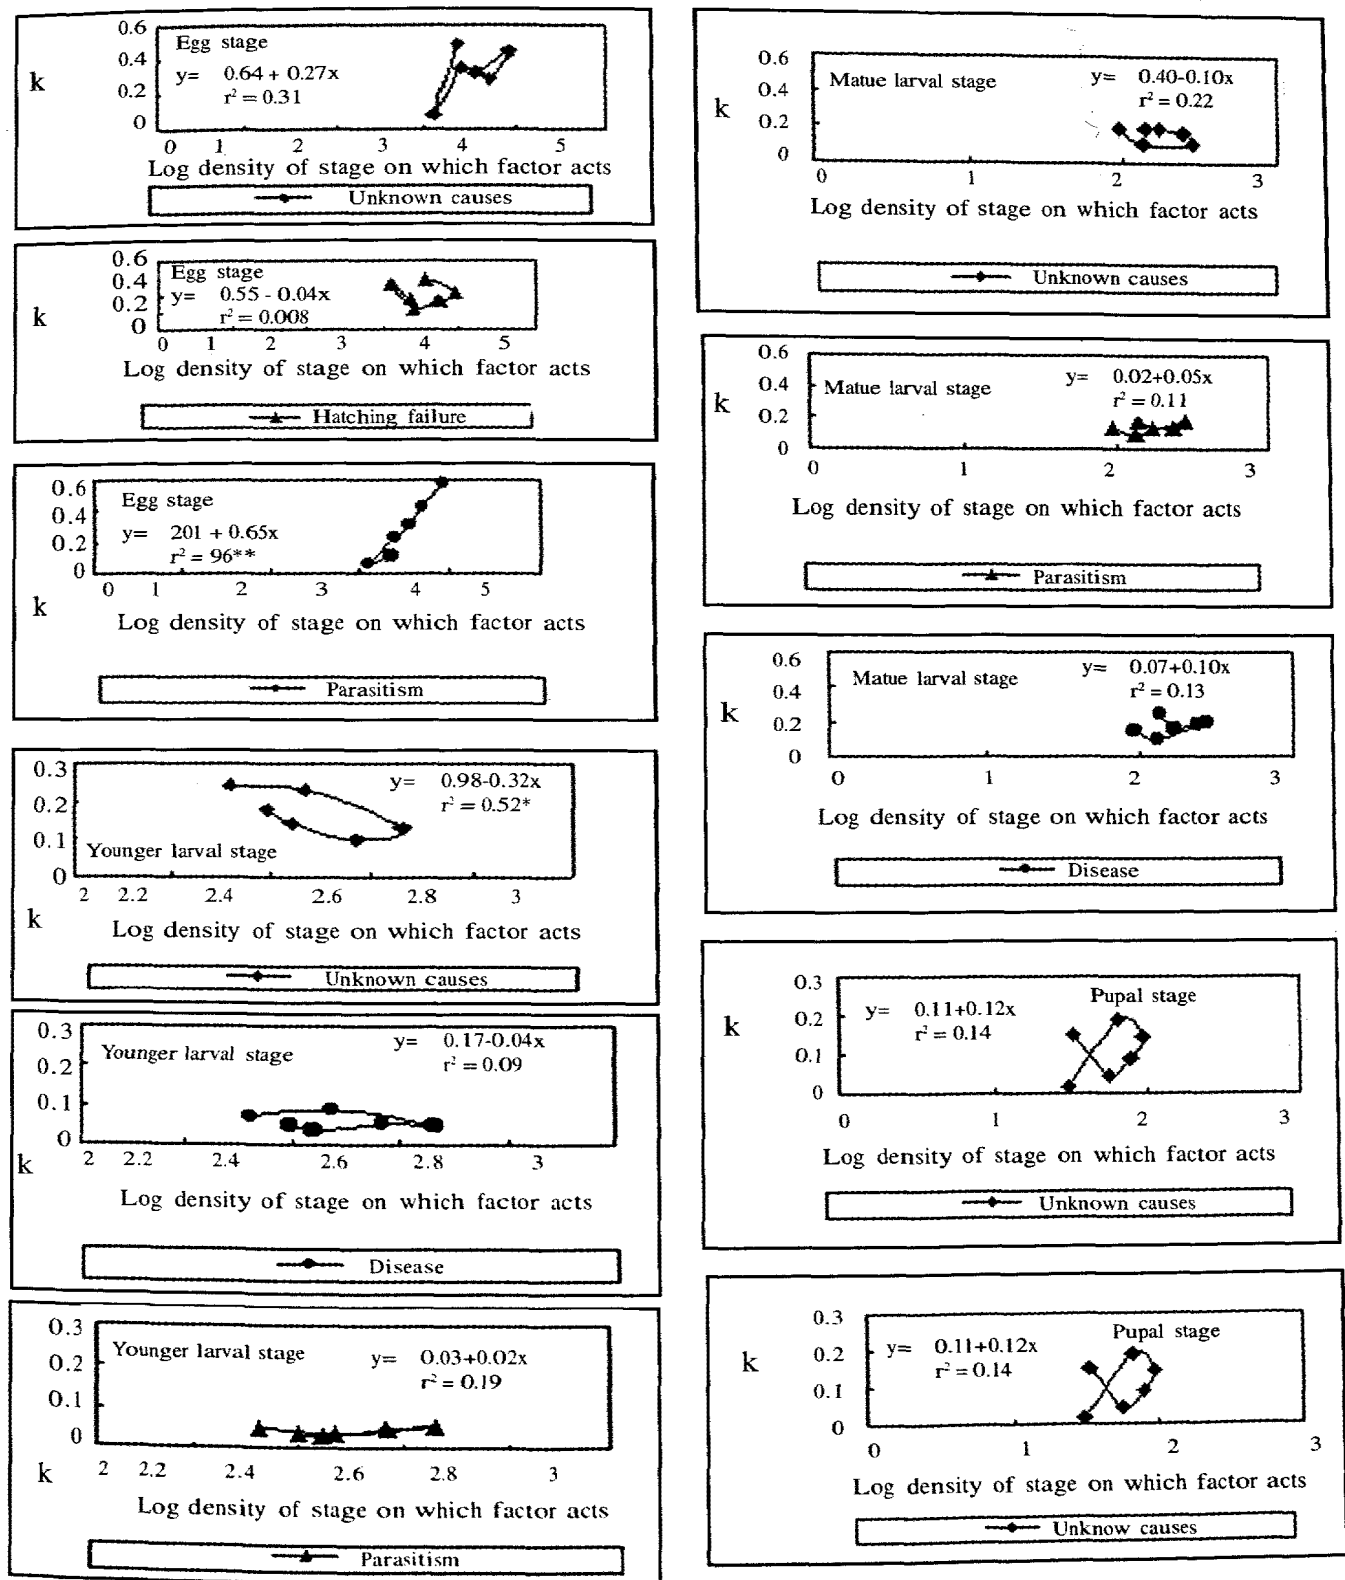 0.6
Egg stage
0.4
y= 0.64 + 0.27x
k
0.2
r² = 0.31
0
0 1 2 3 4 5
Log density of stage on which factor acts
Unknown causes
0.6
Egg stage
0.4
y= 0.55 - 0.04x
0.2
r² = 0.008
k
0
0 1 2 3 4 5
Log density of stage on which factor acts
Hatching failure
0.6
Egg stage
0.4
y= 201 + 0.65x
0.2
r² = 96**
0
0 1 2 3 4 5
k
Log density of stage on which factor acts
Parasitism
0.3
y= 0.98-0.32x
0.2
r² = 0.52*
0.1
Younger larval stage
0
2 2.2 2.4 2.6 2.8 3
k
Log density of stage on which factor acts
Unknown causes
0.3
y= 0.17-0.04x
Younger larval stage
0.2
r² = 0.09
0.1
0
k
2 2.2 2.4 2.6 2.8 3
Log density of stage on which factor acts
Disease
0.3
Younger larval stage
y= 0.03+0.02x
0.2
r² = 0.19
0.1
0
k
2 2.2 2.4 2.6 2.8 3
Log density of stage on which factor acts
Parasitism
0.6
Matue larval stage
y= 0.40-0.10x
0.4
r² = 0.22
k
0.2
0
0 1 2 3
Log density of stage on which factor acts
Unknown causes
0.6
Matue larval stage
y= 0.02+0.05x
0.4
r² = 0.11
k
0.2
0
0 1 2 3
Log density of stage on which factor acts
Parasitism
0.6
Matue larval stage
y= 0.07+0.10x
0.4
r² = 0.13
k
0.2
0
0 1 2 3
Log density of stage on which factor acts
Disease
0.3
Pupal stage
y= 0.11+0.12x
0.2
r² = 0.14
k
0.1
0
0 1 2 3
Log density of stage on which factor acts
Unknown causes
0.3
Pupal stage
y= 0.11+0.12x
0.2
r² = 0.14
k
0.1
0
0 1 2 3
Log density of stage on which factor acts
Unknow causes